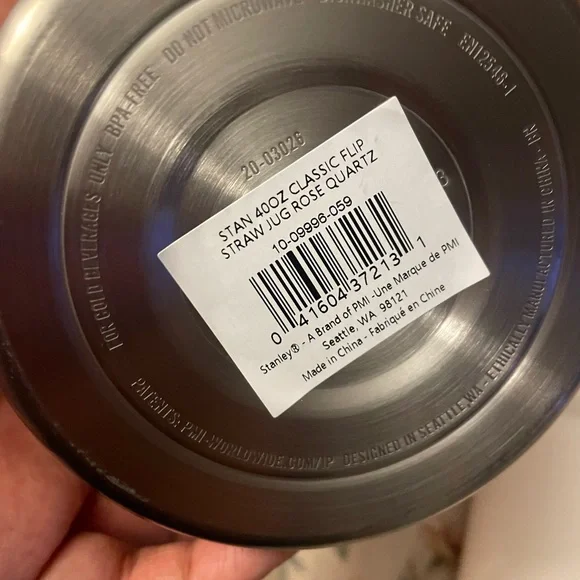 FOR COLD BEVERAGES ONLY BPA-FREE DO NOT MICROWAVE DISHWASHER SAFE EN12546-1
20-03026
STAN 40OZ CLASSIC FLIP
STRAW JUG ROSE QUARTZ
10-09996-059
0 41604 37213 1
Stanley® - A Brand of PMI -Une Marque de PMI
Seattle, WA 98121
Made in China - Fabriqué en Chine
PATENTS: PMI-WORLDWIDE.COM/IP DESIGNED IN SEATTLE, WA - ETHICALLY MANUFACTURED IN CHINA •